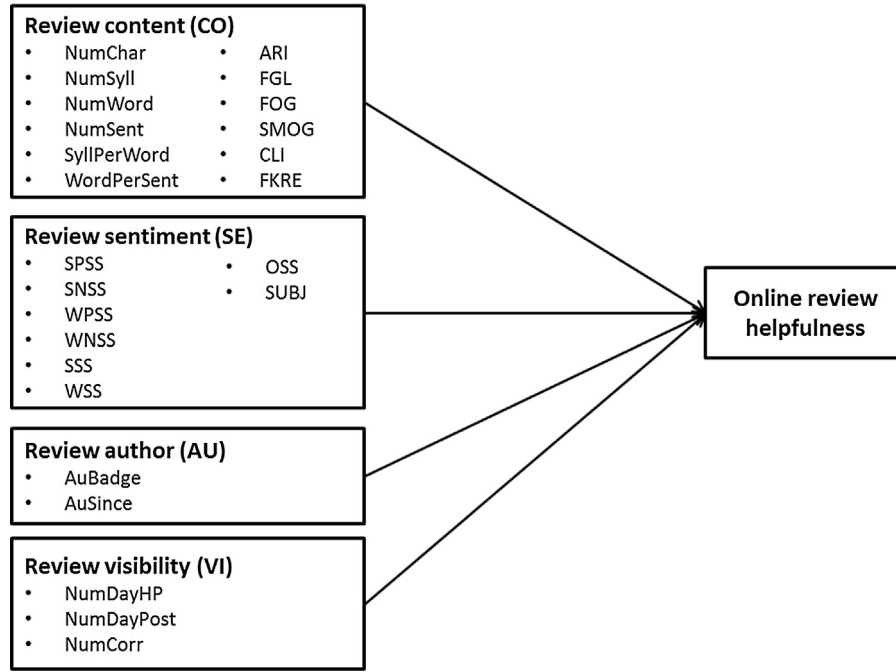 Review content (CO)
• NumChar
• NumSyll
• NumWord
• NumSent
• SyllPerWord
• WordPerSent
• ARI
• FGL
• FOG
• SMOG
• CLI
• FKRE
Review sentiment (SE)
• SPSS
• SNSS
• WPSS
• WNSS
• SSS
• WSS
• OSS
• SUBJ
Review author (AU)
• AuBadge
• AuSince
Review visibility (VI)
• NumDayHP
• NumDayPost
• NumCorr
Online review
helpfulness